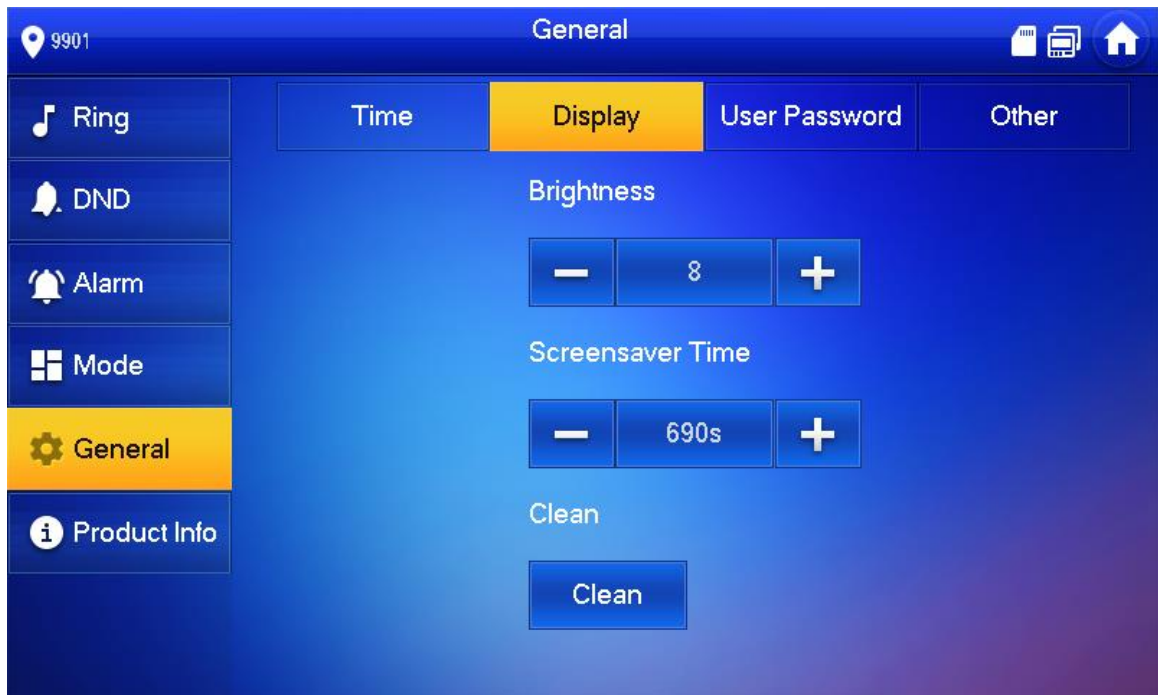 9901
General
Ring
DND
Alarm
Mode
General
Product Info
Time Display User Password Other
Brightness
8
Screensaver Time
690s
Clean
Clean